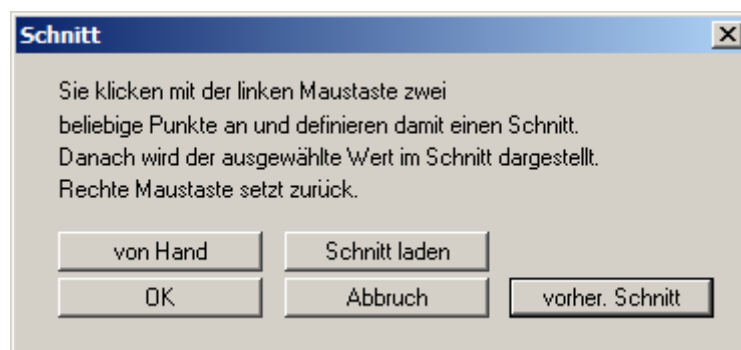 Schnitt
Sie klicken mit der linken Maustaste zwei
beliebige Punkte an und definieren damit einen Schnitt.
Danach wird der ausgewählte Wert im Schnitt dargestellt.
Rechte Maustaste setzt zurück.
von Hand Schnitt laden
OK Abbruch vorher. Schnitt